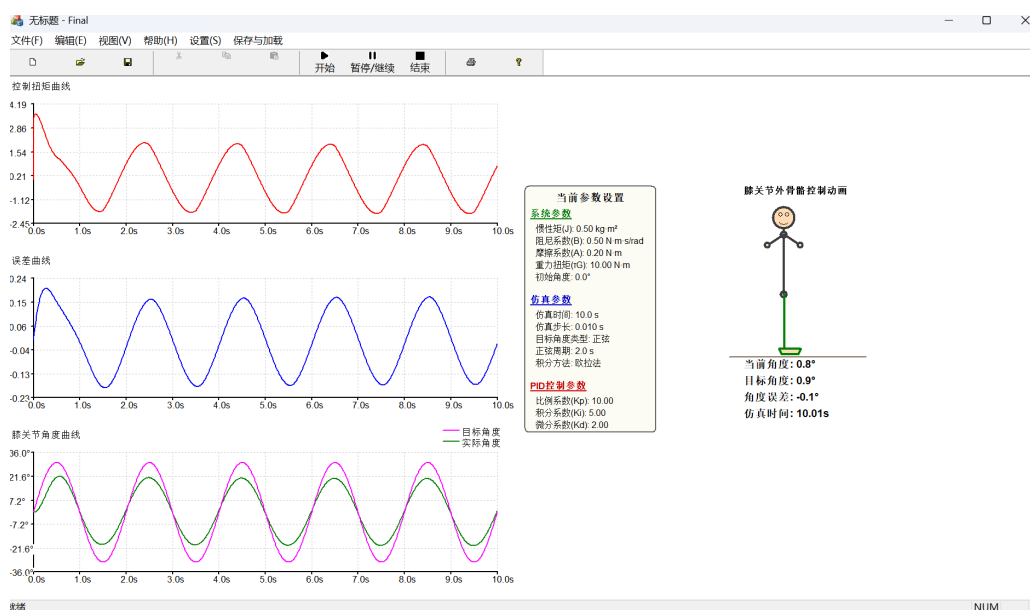 无标题 - Final
文件(F) 编辑(E) 视图(V) 帮助(H) 设置(S) 保存与加载
开始 暂停/继续 结束
控制扭矩曲线
4.19
2.86
1.54
0.21
-1.12
-2.45
0.0s 1.0s 2.0s 3.0s 4.0s 5.0s 6.0s 7.0s 8.0s 9.0s 10.0s
误差曲线
0.24
0.15
0.06
-0.04
-0.13
-0.23
0.0s 1.0s 2.0s 3.0s 4.0s 5.0s 6.0s 7.0s 8.0s 9.0s 10.0s
膝关节角度曲线
目标角度
实际角度
36.0°
21.6°
7.2°
-7.2°
-21.6°
-36.0°
0.0s 1.0s 2.0s 3.0s 4.0s 5.0s 6.0s 7.0s 8.0s 9.0s 10.0s
当前参数设置
系统参数
惯性矩(J): 0.50 kg·m²
阻尼系数(B): 0.50 N·m·s/rad
摩擦系数(A): 0.20 N·m
重力扭矩(τG): 10.00 N·m
初始角度: 0.0°
仿真参数
仿真时间: 10.0 s
仿真步长: 0.010 s
目标角度类型: 正弦
正弦周期: 2.0 s
积分方法: 欧拉法
PID控制参数
比例系数(Kp): 10.00
积分系数(Ki): 5.00
微分系数(Kd): 2.00
膝关节外骨骼控制动画
当前角度: 0.8°
目标角度: 0.9°
角度误差: -0.1°
仿真时间: 10.01s
就绪
NUM